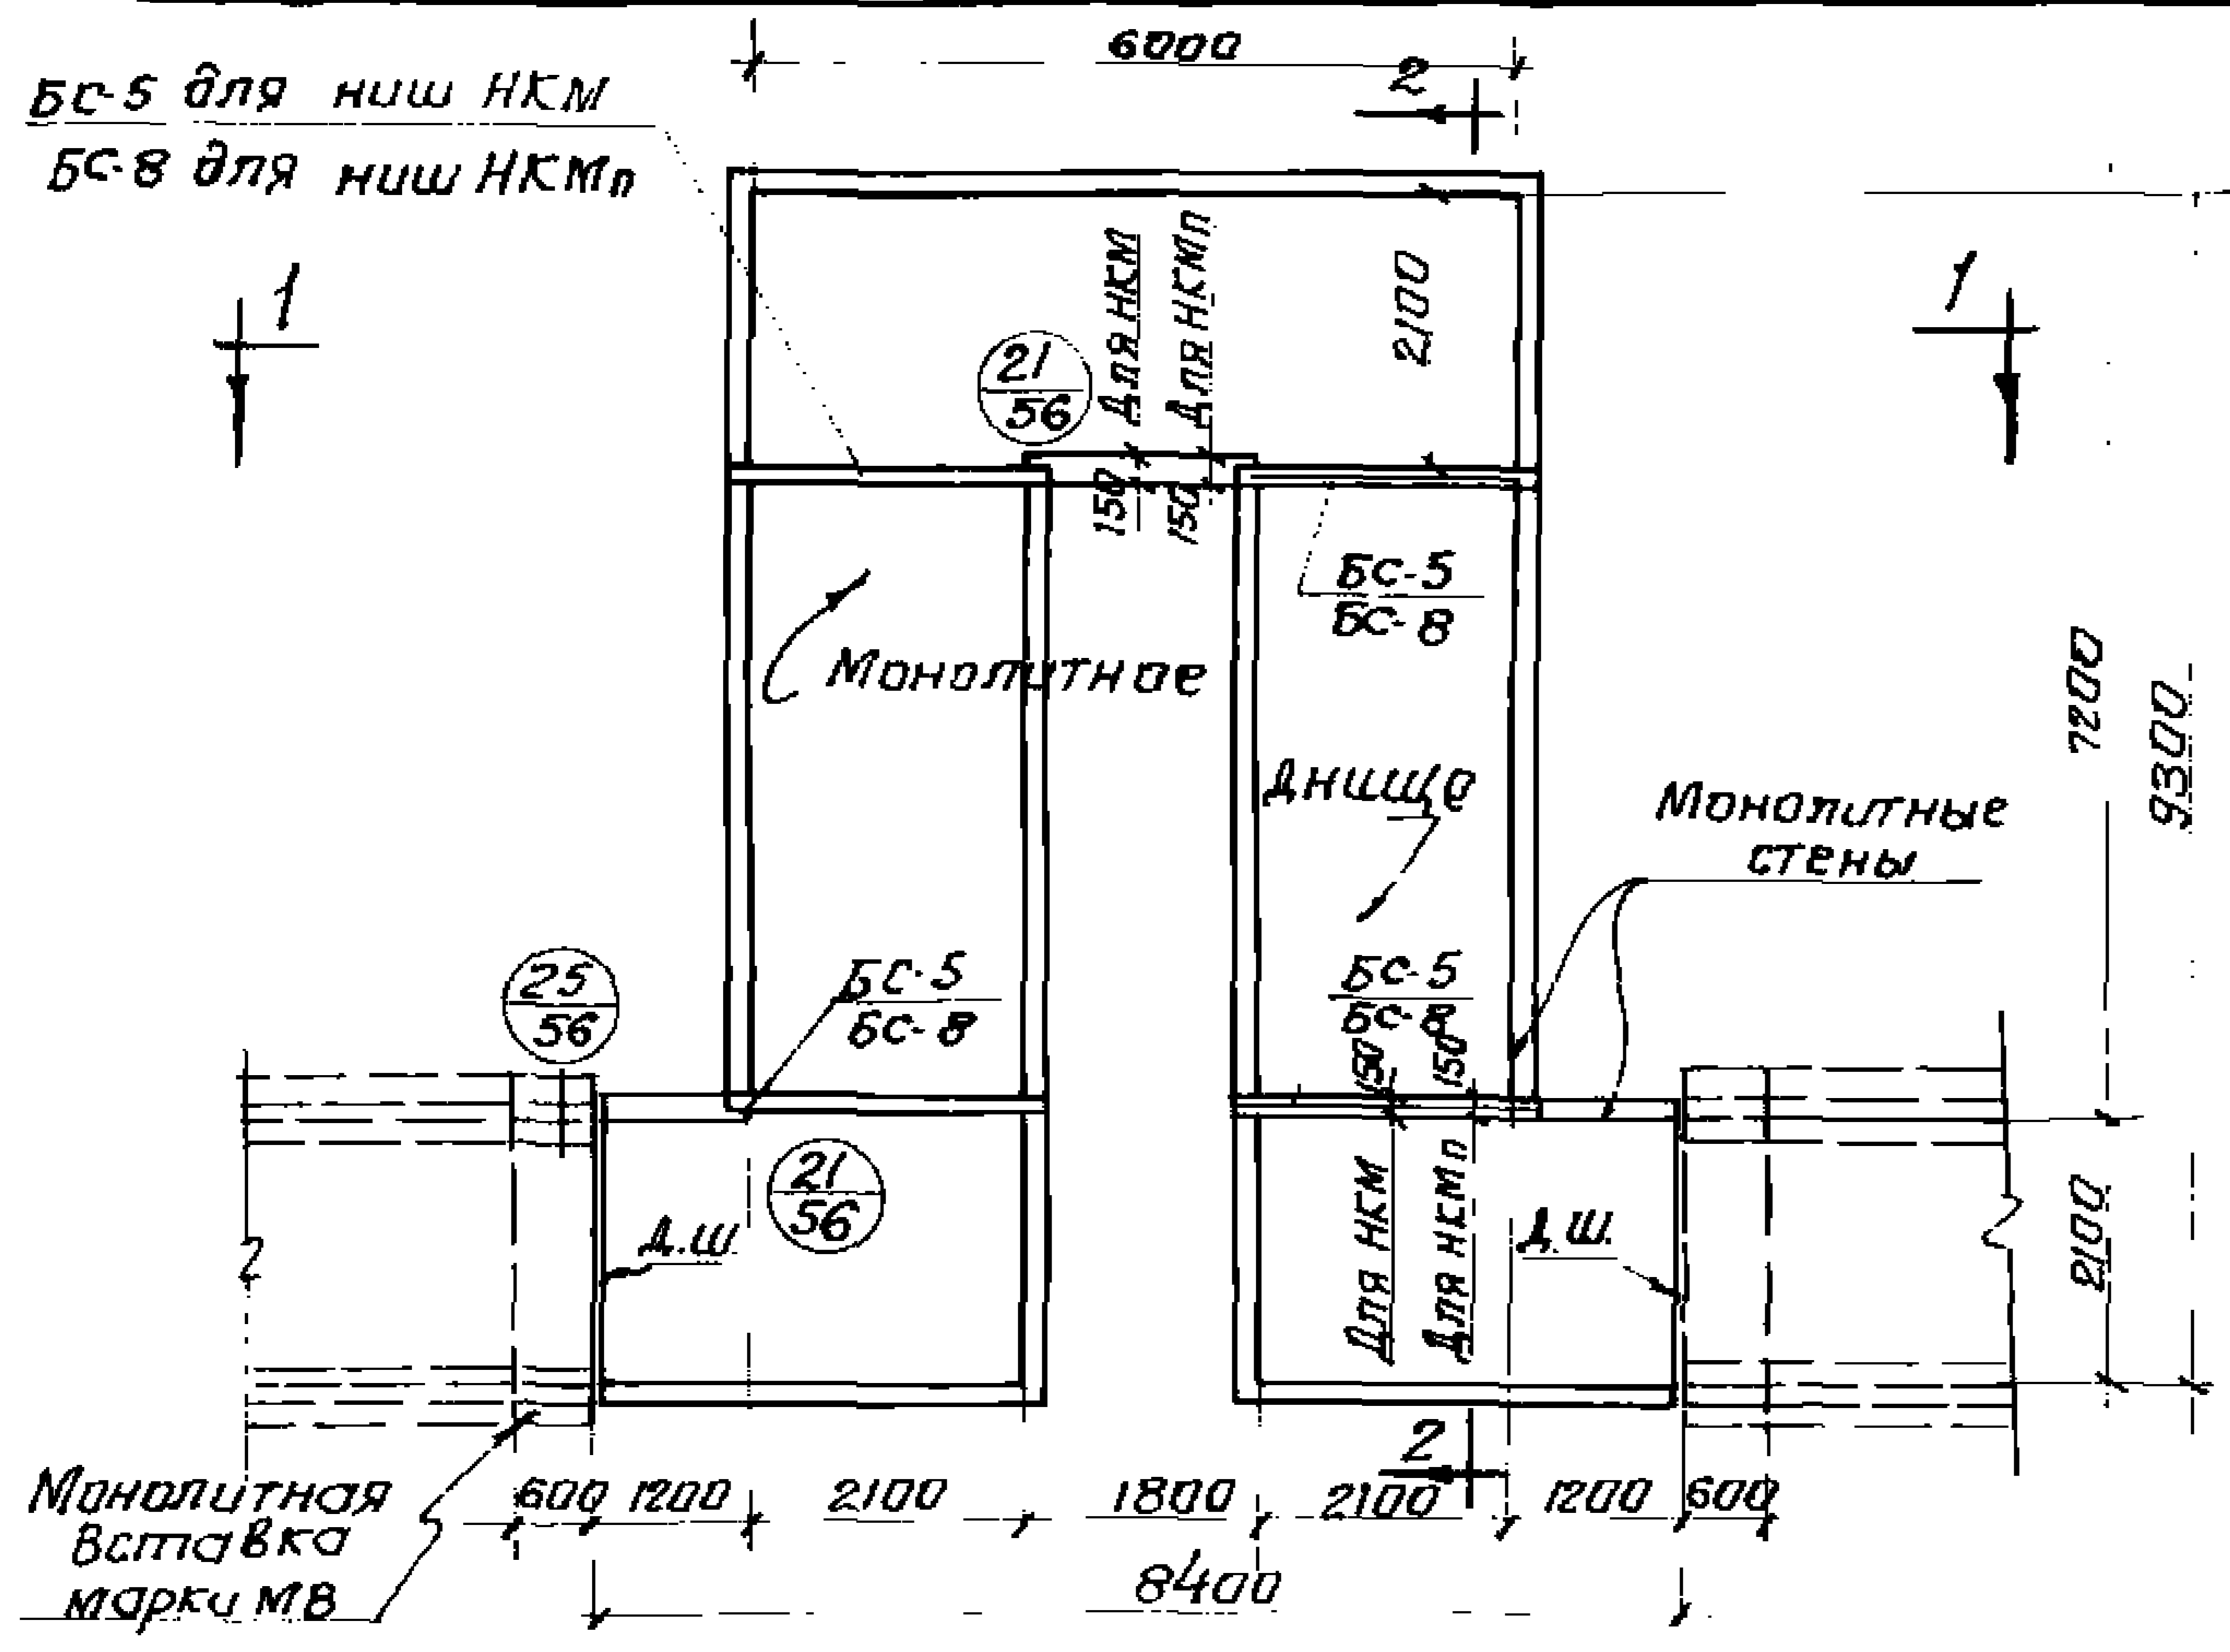 6000
2
БС-5 для ниш НКМ
БС-8 для ниш НКМп
1
1
Для НКМ
Для НКМп
2100
21
56
150
150
БС-5
БС-8
Монолитное
Днище
7200
9300
Монолитные
стены
25
56
БС-5
БС-8
БС-5
БС-8
150
150
21
56
Д.Ш.
Для НКМ
Для НКМп
Д.Ш.
2100
2
Монолитная
вставка
марки МВ
600 1200 2100 1800 2100 1200 600
8400